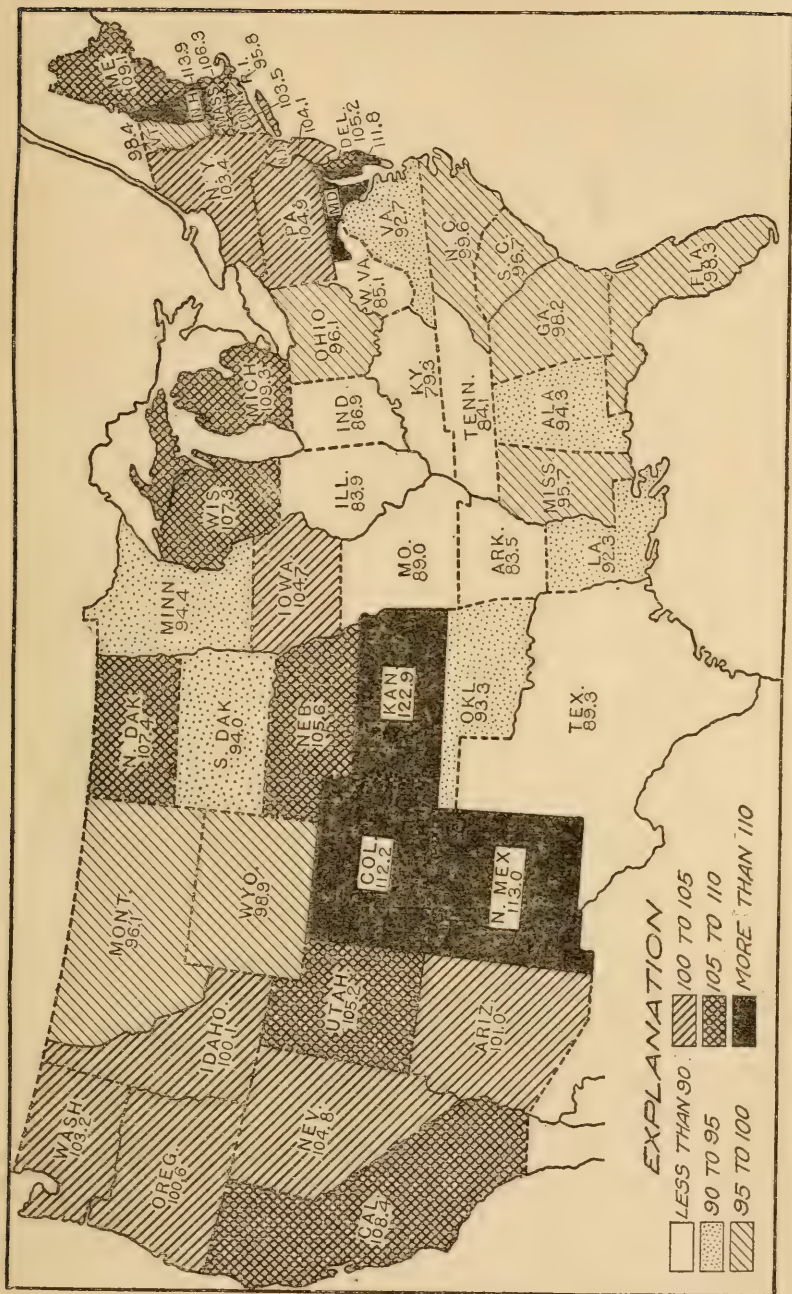 WASH.
103.2
OREG.
100.6
CAL.
108.4
NEV.
104.8
IDAHO.
100.1
MONT.
96.1
WYO.
98.9
UTAH.
105.2
ARIZ.
101.0
COL.
112.2
N. MEX
113.0
N. DAK.
107.4
S. DAK
94.0
NEB.
105.6
KAN.
122.9
OKL.
93.3
TEX.
89.3
MINN
94.4
IOWA
104.7
MO.
89.0
ARK.
83.5
LA.
92.3
WIS.
107.3
ILL.
83.9
MICH.
109.3
IND.
86.9
OHIO
96.1
KY.
79.3
TENN.
84.1
MISS.
95.7
ALA.
94.3
GA.
98.2
FLA.
98.3
S. C.
96.7
N. C.
99.6
VA.
92.7
W. VA.
85.1
MD.
111.8
DEL.
105.2
PA.
104.9
104.1
N. Y.
103.4
103.5
R. I.
95.8
MASS.
106.3
N.H.
113.9
VT.
98.4
ME.
109.1
EXPLANATION
LESS THAN 90
90 TO 95
95 TO 100
100 TO 105
105 TO 110
MORE THAN 110